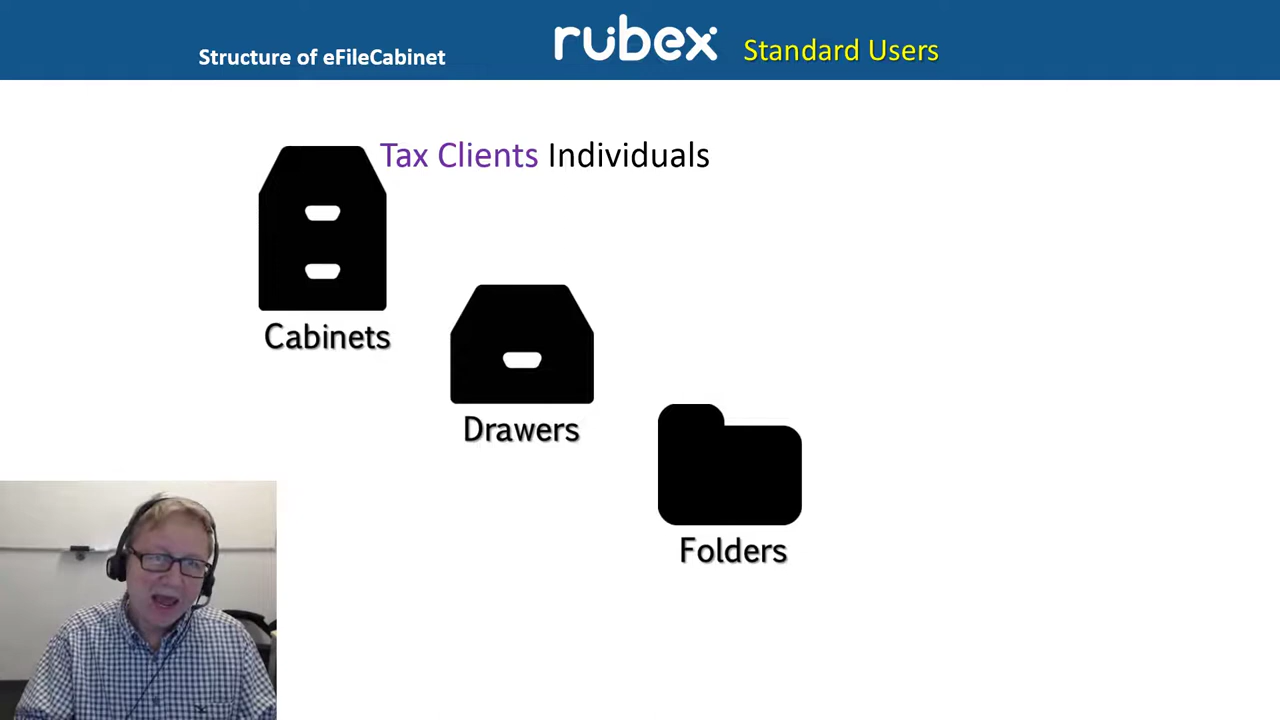 Structure of eFileCabinet
rubex
Standard Users
Tax Clients Individuals
Cabinets
Drawers
Folders